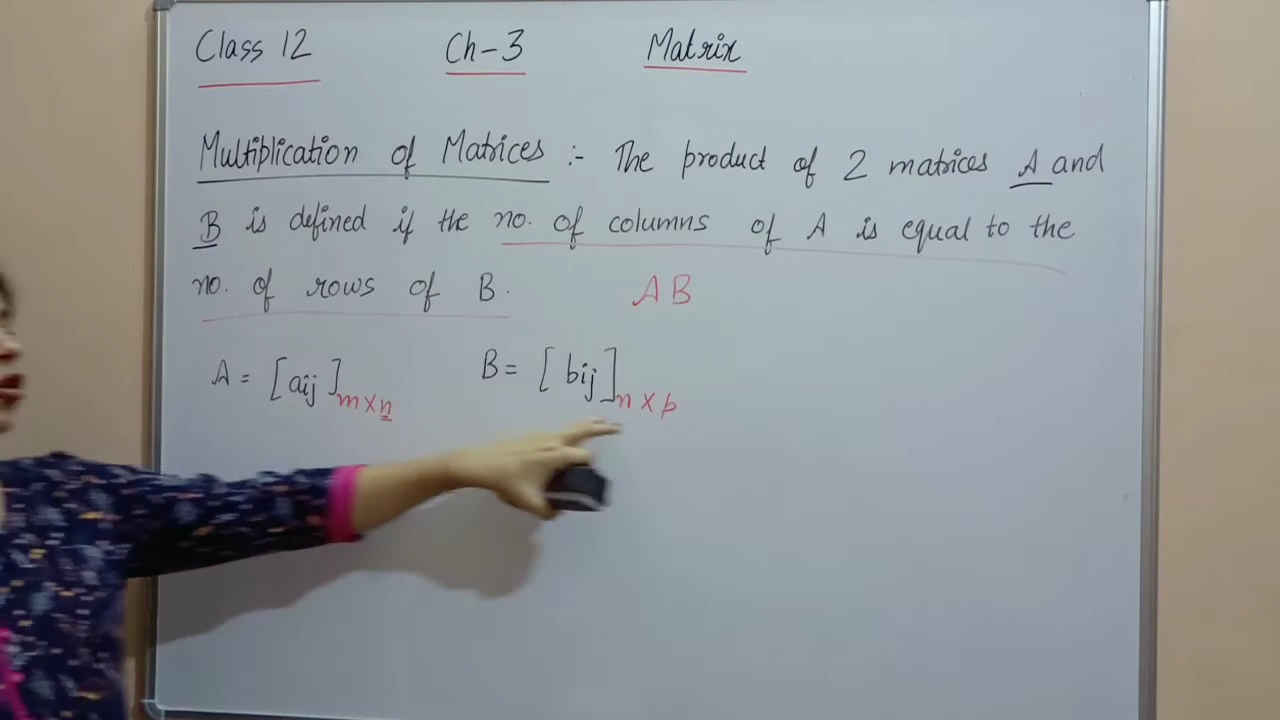 Class 12 Ch-3 Matrix
Multiplication of Matrices :- The product of 2 matrices A and
B is defined if the no. of columns of A is equal to the
no. of rows of B. AB
A = [aij]m×n B = [bij]n×p